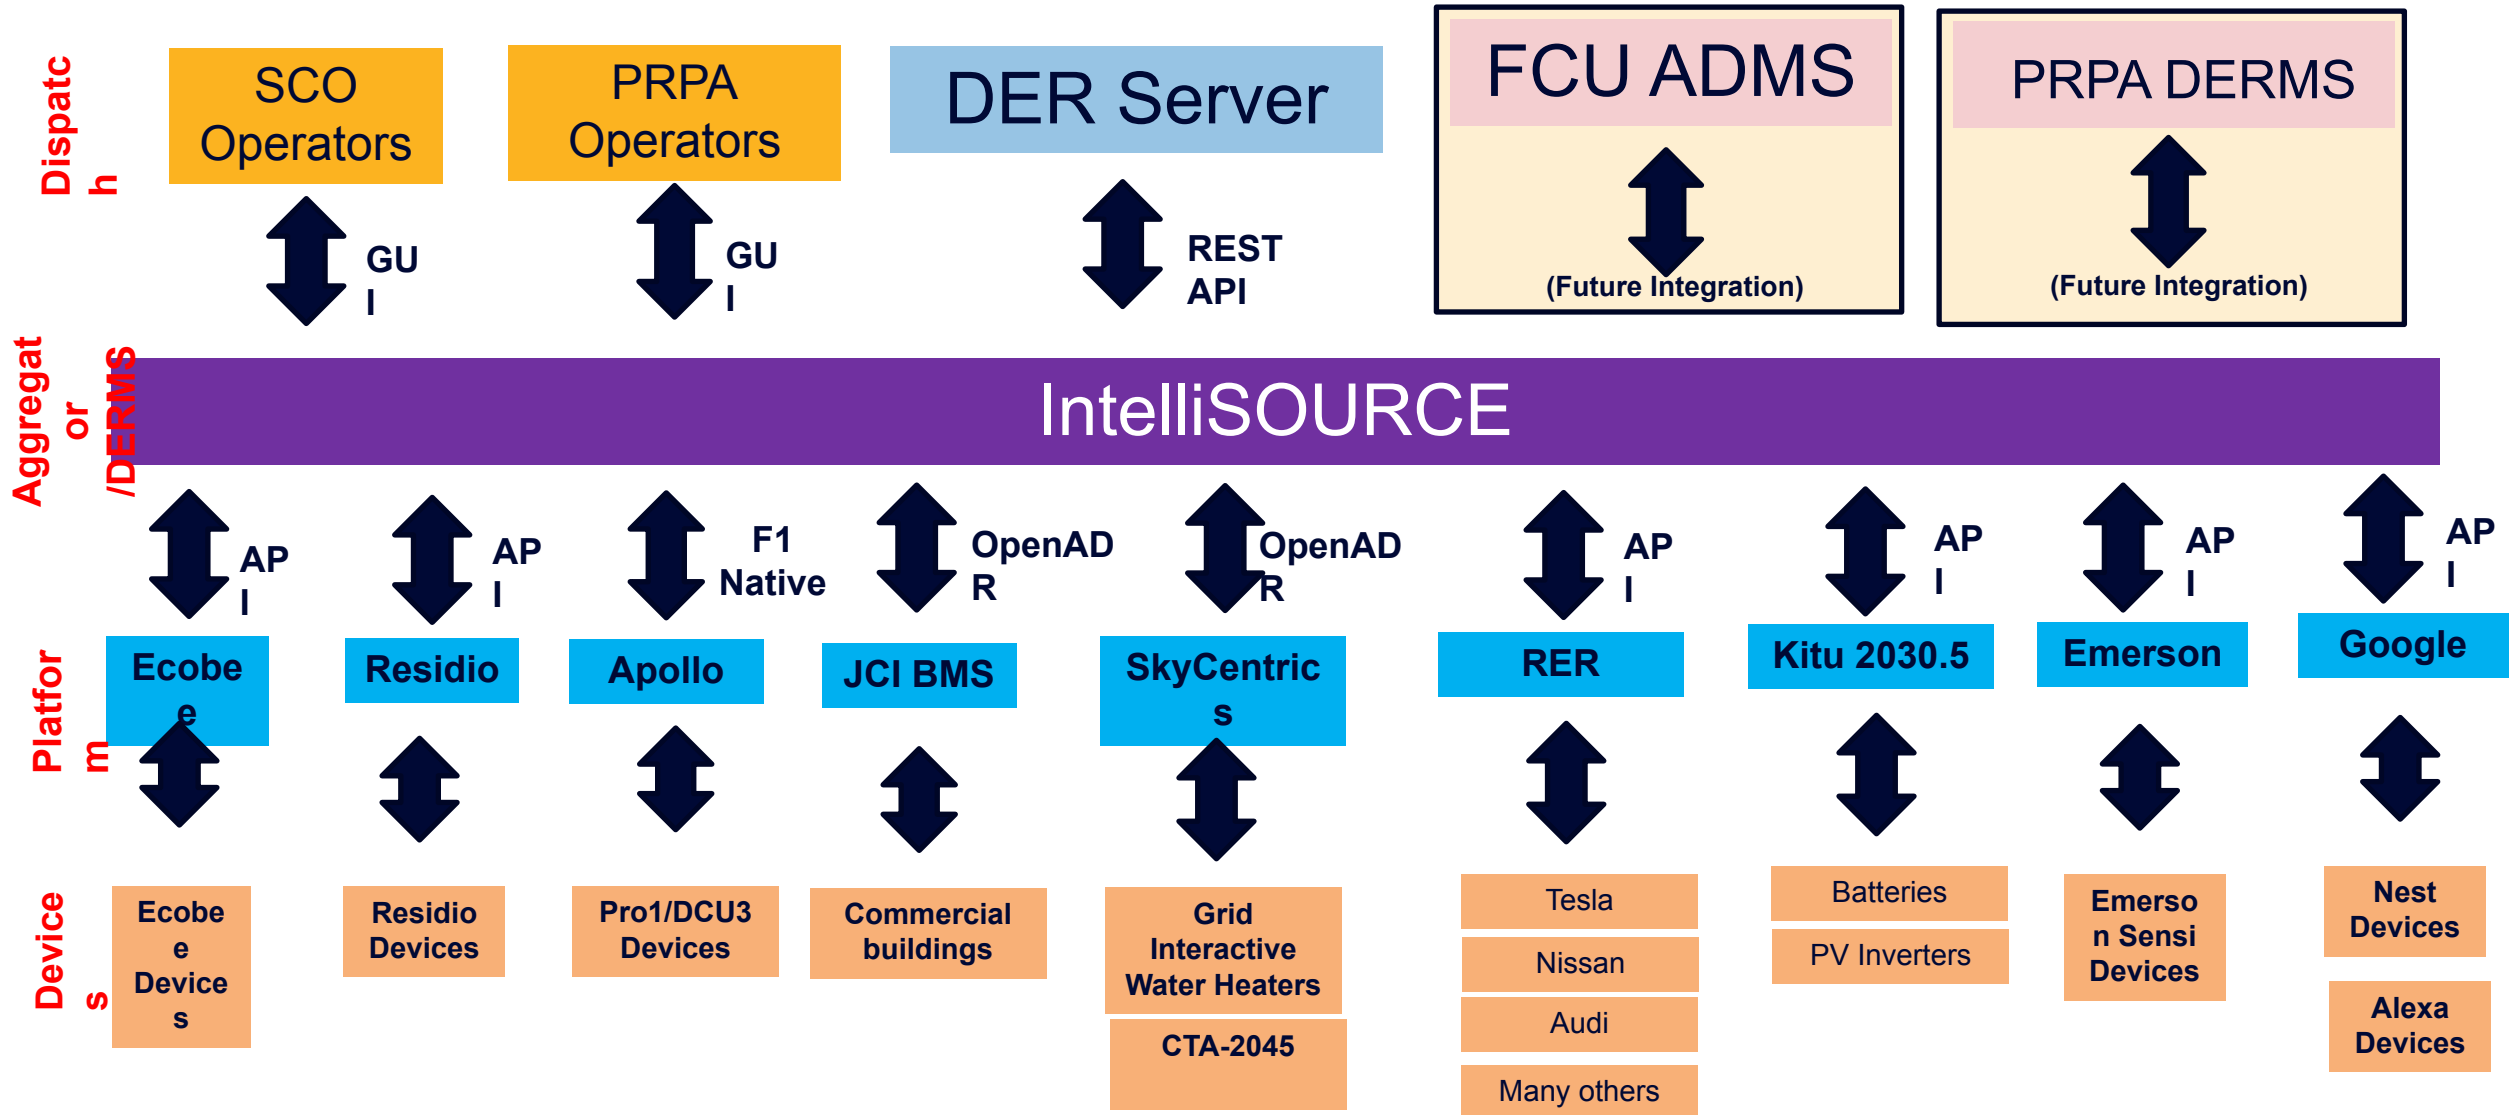 Dispatc
h
SCO
Operators
PRPA
Operators
DER Server
FCU ADMS
PRPA DERMS
GU
I
GU
I
REST
API
(Future Integration)
(Future Integration)
Aggregat
or
/DERMS
IntelliSOURCE
AP
I
AP
I
F1
Native
OpenAD
R
OpenAD
R
AP
I
AP
I
AP
I
AP
I
Platfor
m
Ecobe
e
Residio
Apollo
JCI BMS
SkyCentric
s
RER
Kitu 2030.5
Emerson
Google
Device
s
Ecobe
e
Device
s
Residio
Devices
Pro1/DCU3
Devices
Commercial
buildings
Grid
Interactive
Water Heaters
CTA-2045
Tesla
Nissan
Audi
Many others
Batteries
PV Inverters
Emerso
n Sensi
Devices
Nest
Devices
Alexa
Devices